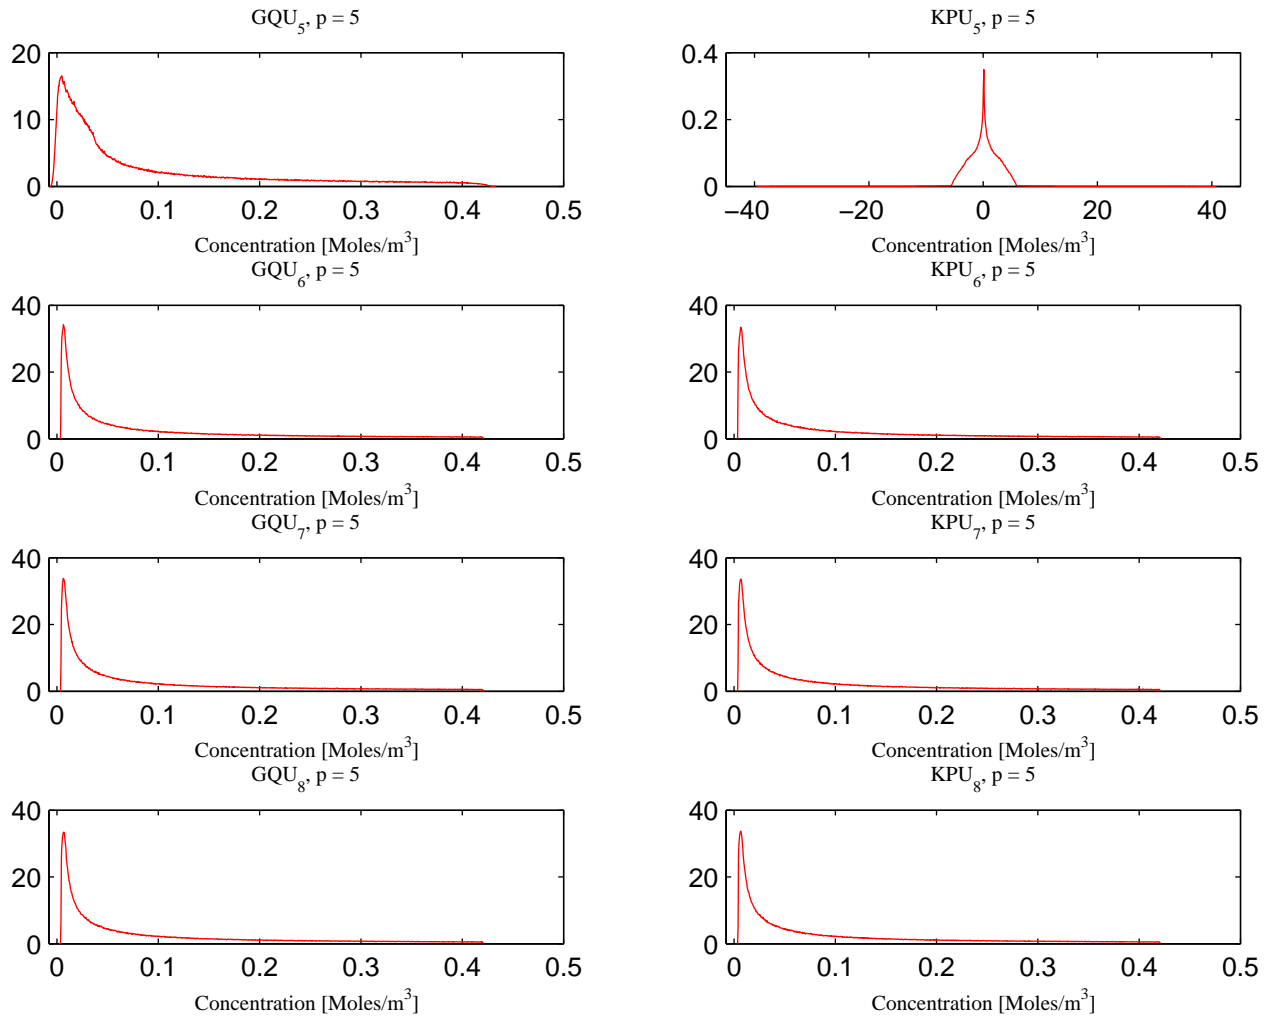 GQU₅, p = 5
20
10
0
0 0.1 0.2 0.3 0.4 0.5
Concentration [Moles/m³]
KPU₅, p = 5
0.4
0.2
0
−40 −20 0 20 40
Concentration [Moles/m³]
GQU₆, p = 5
40
20
0
0 0.1 0.2 0.3 0.4 0.5
Concentration [Moles/m³]
KPU₆, p = 5
40
20
0
0 0.1 0.2 0.3 0.4 0.5
Concentration [Moles/m³]
GQU₇, p = 5
40
20
0
0 0.1 0.2 0.3 0.4 0.5
Concentration [Moles/m³]
KPU₇, p = 5
40
20
0
0 0.1 0.2 0.3 0.4 0.5
Concentration [Moles/m³]
GQU₈, p = 5
40
20
0
0 0.1 0.2 0.3 0.4 0.5
Concentration [Moles/m³]
KPU₈, p = 5
40
20
0
0 0.1 0.2 0.3 0.4 0.5
Concentration [Moles/m³]